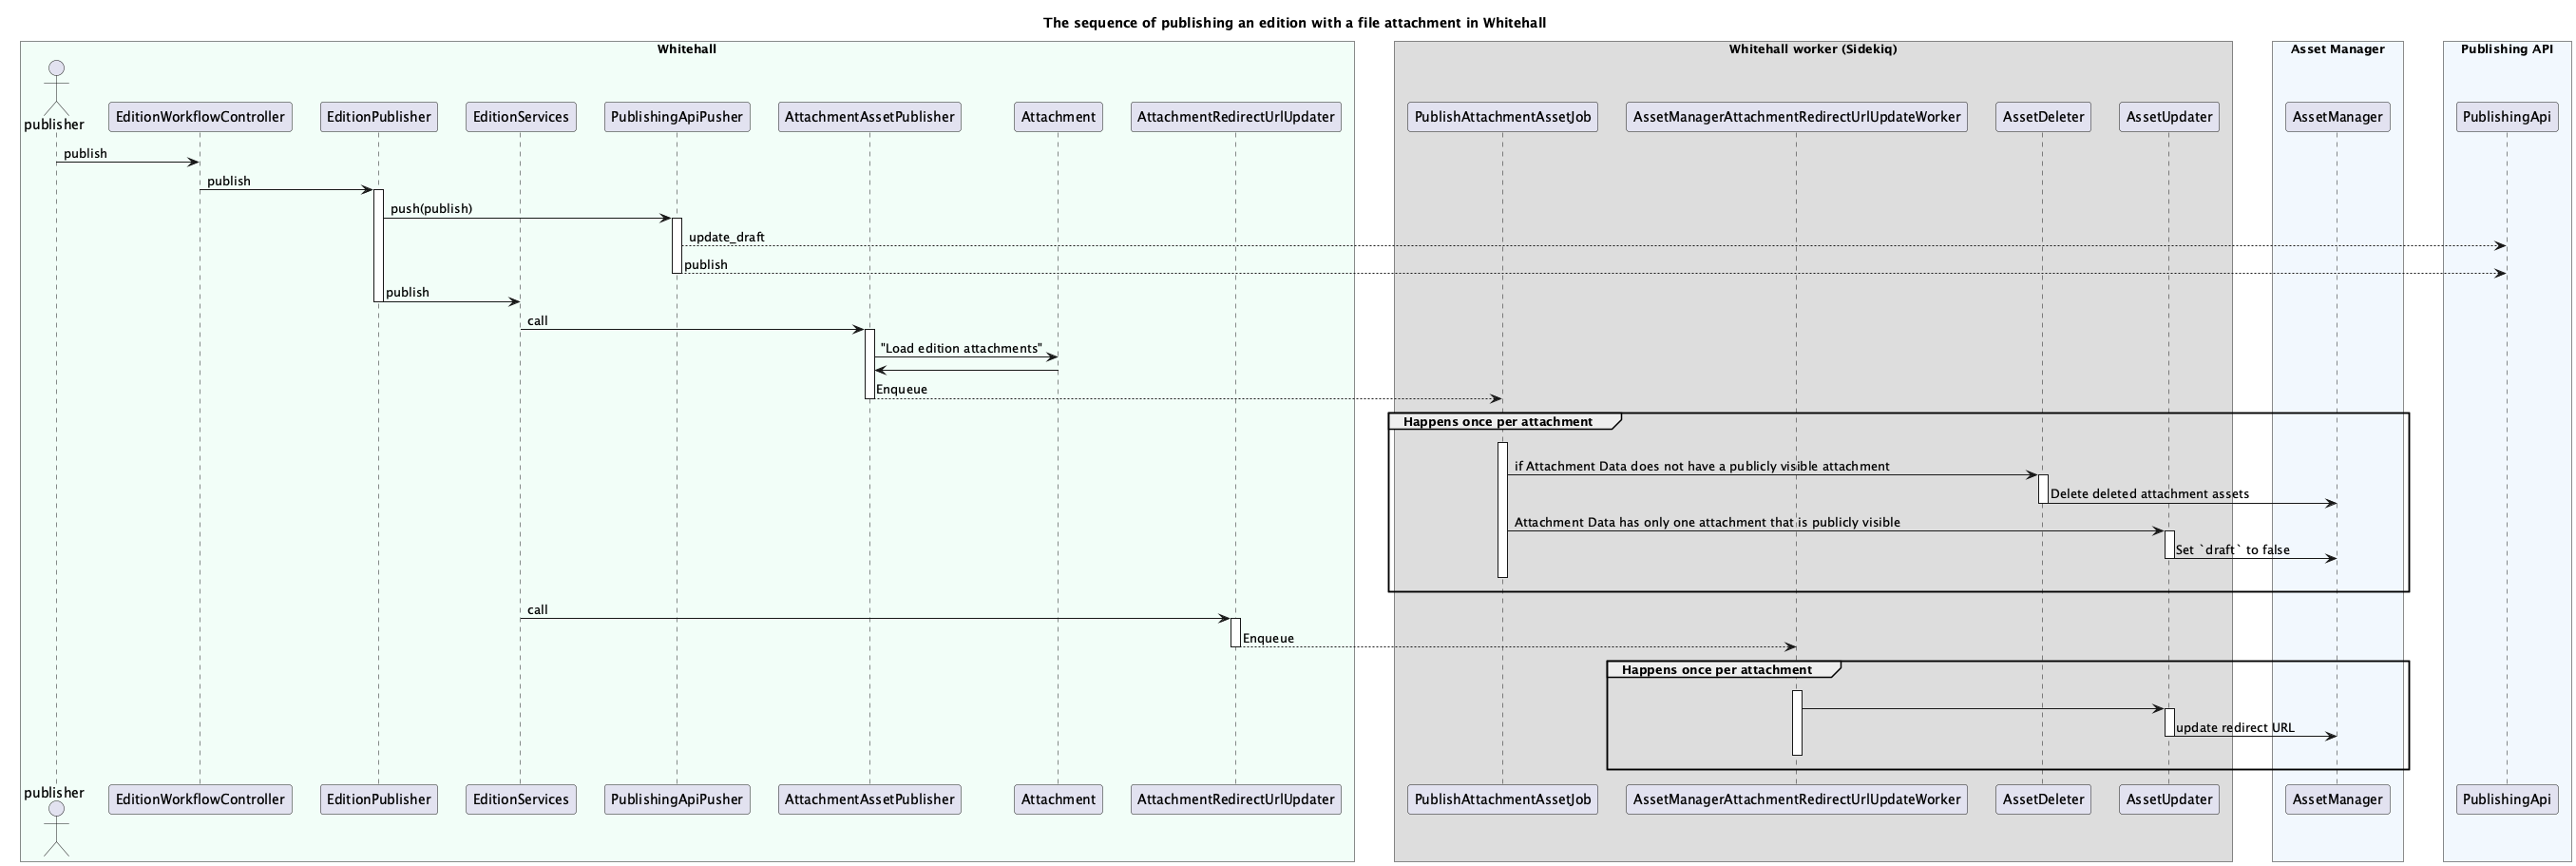 The sequence of publishing an edition with a file attachment in Whitehall
Whitehall
Whitehall worker (Sidekiq)
Asset Manager
Publishing API
publisher
EditionWorkflowController
EditionPublisher
EditionServices
PublishingApiPusher
AttachmentAssetPublisher
Attachment
AttachmentRedirectUrlUpdater
PublishAttachmentAssetJob
AssetManagerAttachmentRedirectUrlUpdateWorker
AssetDeleter
AssetUpdater
AssetManager
PublishingApi
publish
publish
push(publish)
update_draft
publish
publish
call
"Load edition attachments"
Enqueue
Happens once per attachment
if Attachment Data does not have a publicly visible attachment
Delete deleted attachment assets
Attachment Data has only one attachment that is publicly visible
Set `draft` to false
call
Enqueue
Happens once per attachment
update redirect URL
publisher
EditionWorkflowController
EditionPublisher
EditionServices
PublishingApiPusher
AttachmentAssetPublisher
Attachment
AttachmentRedirectUrlUpdater
PublishAttachmentAssetJob
AssetManagerAttachmentRedirectUrlUpdateWorker
AssetDeleter
AssetUpdater
AssetManager
PublishingApi